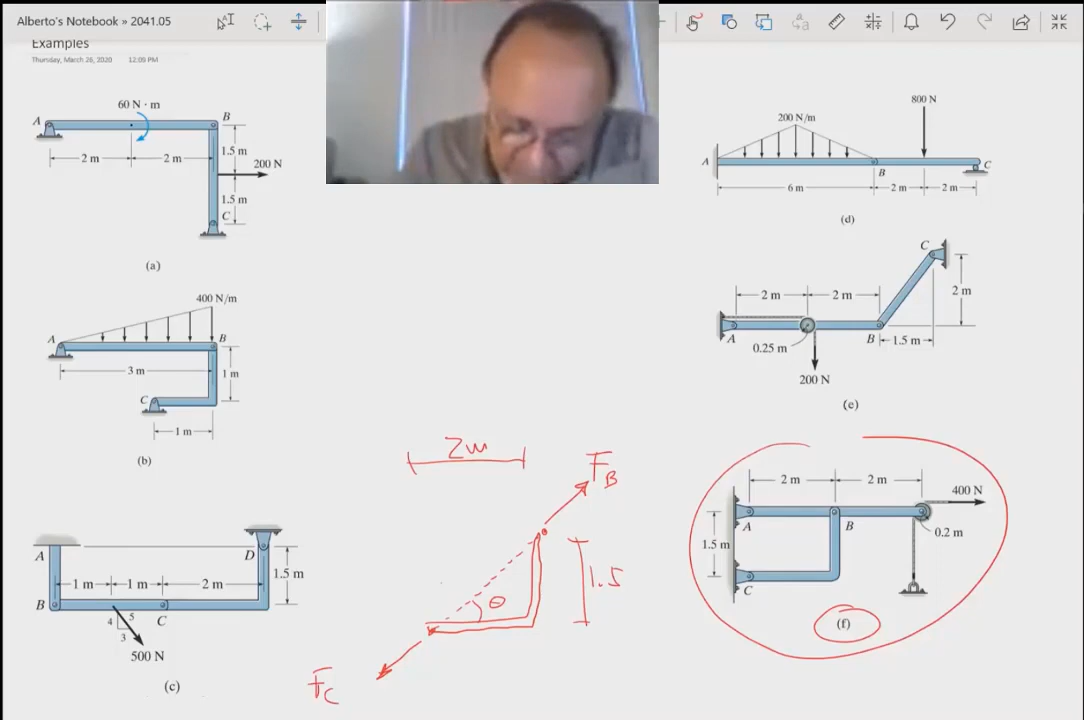 Alberto's Notebook » 2041.05
Examples
Thursday, March 26, 2020 12:09 PM
60 N · m
A
B
2 m
2 m
1.5 m
200 N
1.5 m
C
(a)
400 N/m
A
B
3 m
1 m
C
1 m
(b)
A
D
1 m
1 m
2 m
1.5 m
B
C
4
5
3
500 N
(c)
2m
F_B
1.5
θ
F_C
800 N
200 N/m
A
B
C
6 m
2 m
2 m
(d)
C
2 m
2 m
2 m
A
B
1.5 m
0.25 m
200 N
(e)
2 m
2 m
400 N
A
B
0.2 m
1.5 m
C
(f)